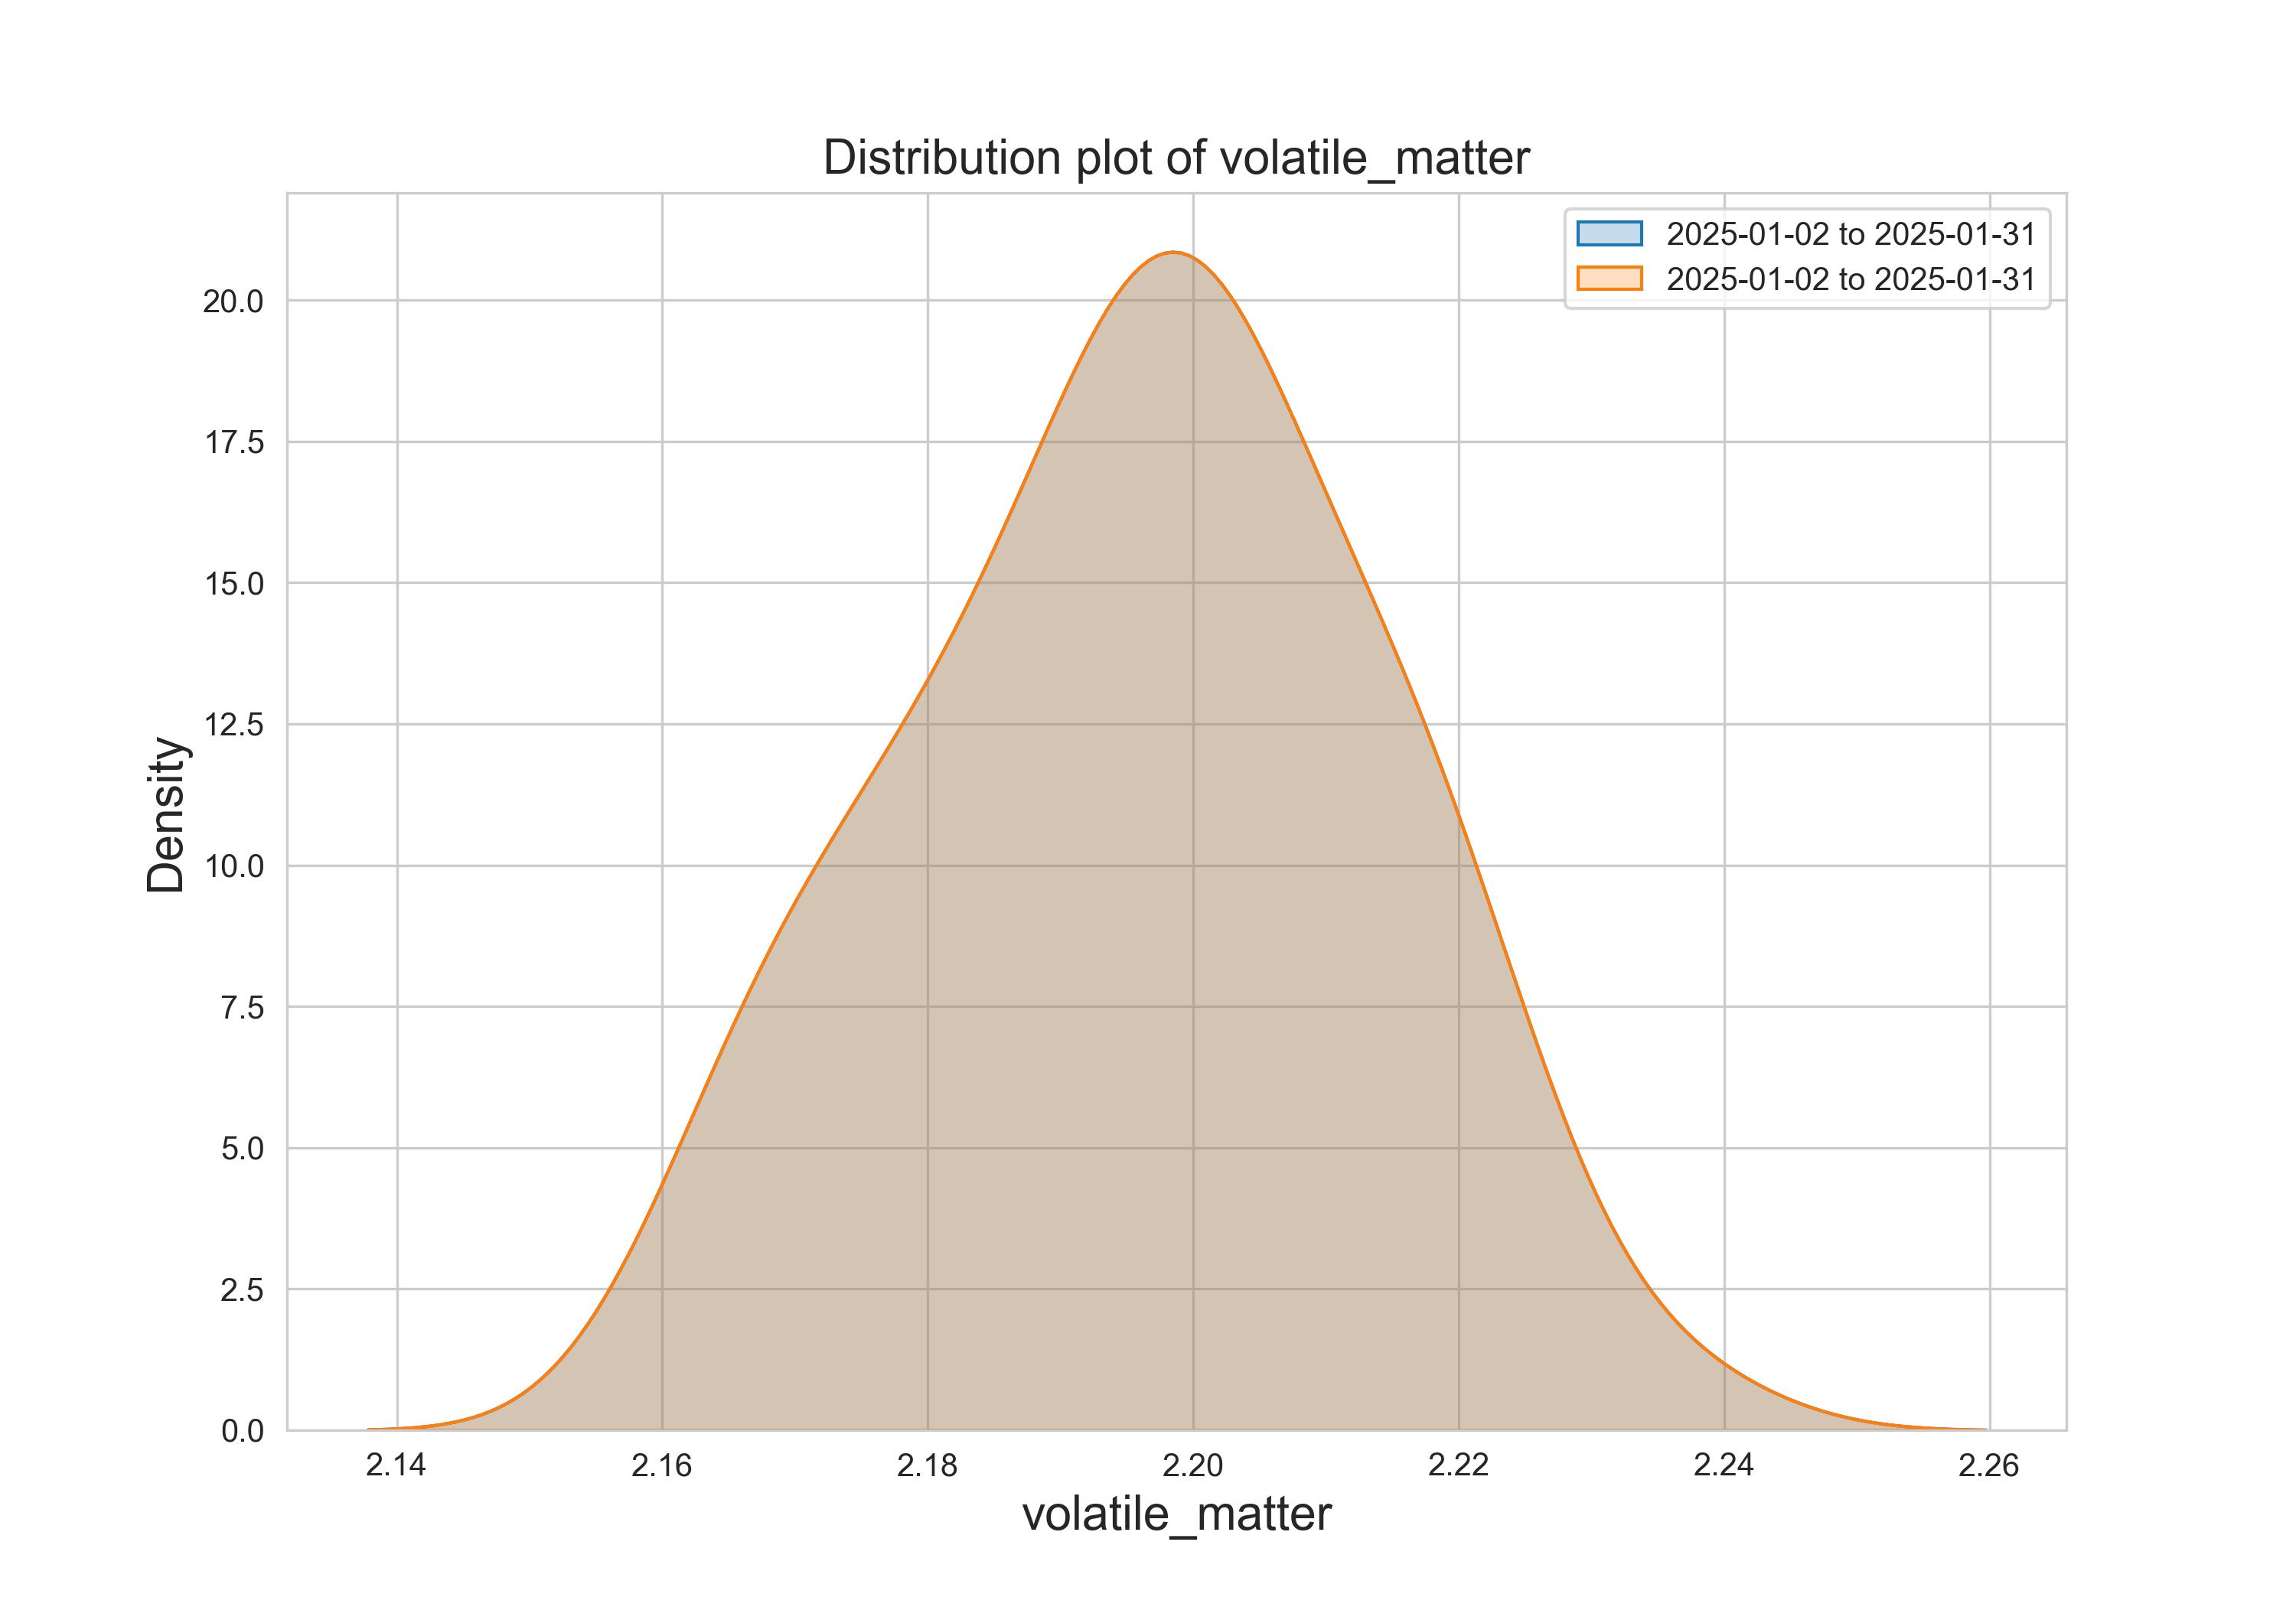 Distribution plot of volatile_matter
2025-01-02 to 2025-01-31
2025-01-02 to 2025-01-31
Density
20.0
17.5
15.0
12.5
10.0
7.5
5.0
2.5
0.0
2.14 2.16 2.18 2.20 2.22 2.24 2.26
volatile_matter